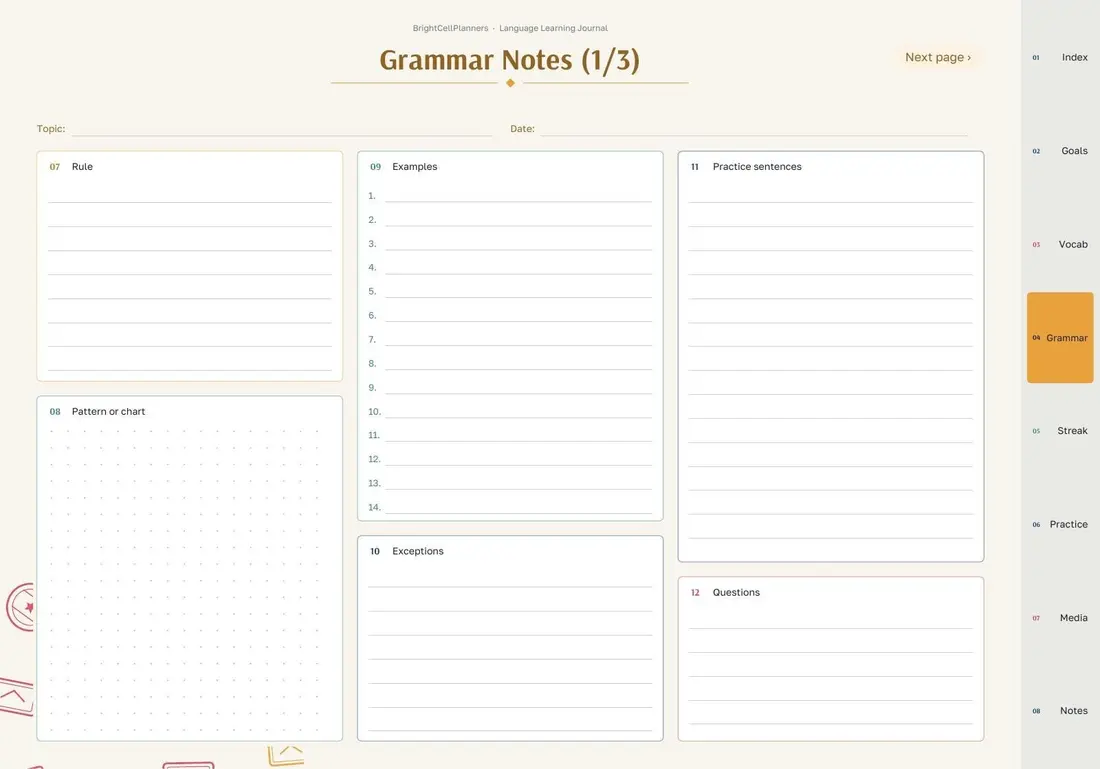 BrightCellPlanners · Language Learning Journal
Grammar Notes (1/3)
Next page ›
Topic:
Date:
07 Rule
08 Pattern or chart
09 Examples
1.
2.
3.
4.
5.
6.
7.
8.
9.
10.
11.
12.
13.
14.
10 Exceptions
11 Practice sentences
12 Questions
01 Index
02 Goals
03 Vocab
04 Grammar
05 Streak
06 Practice
07 Media
08 Notes